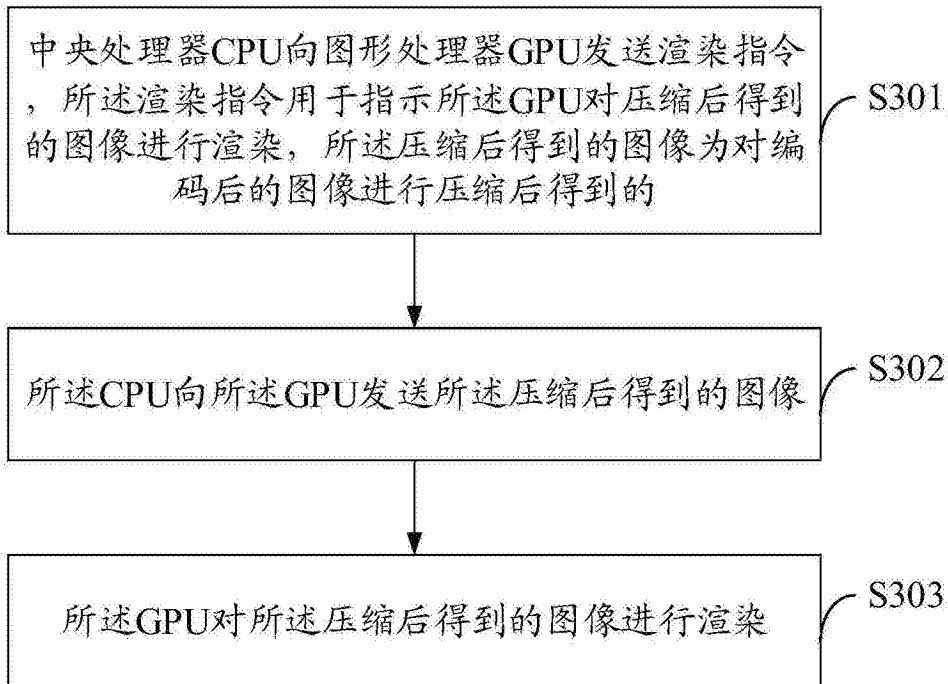 中央处理器CPU向图形处理器GPU发送渲染指令
，所述渲染指令用于指示所述GPU对压缩后得到
的图像进行渲染，所述压缩后得到的图像为对编
码后的图像进行压缩后得到的
S301
所述CPU向所述GPU发送所述压缩后得到的图像
S302
所述GPU对所述压缩后得到的图像进行渲染
S303